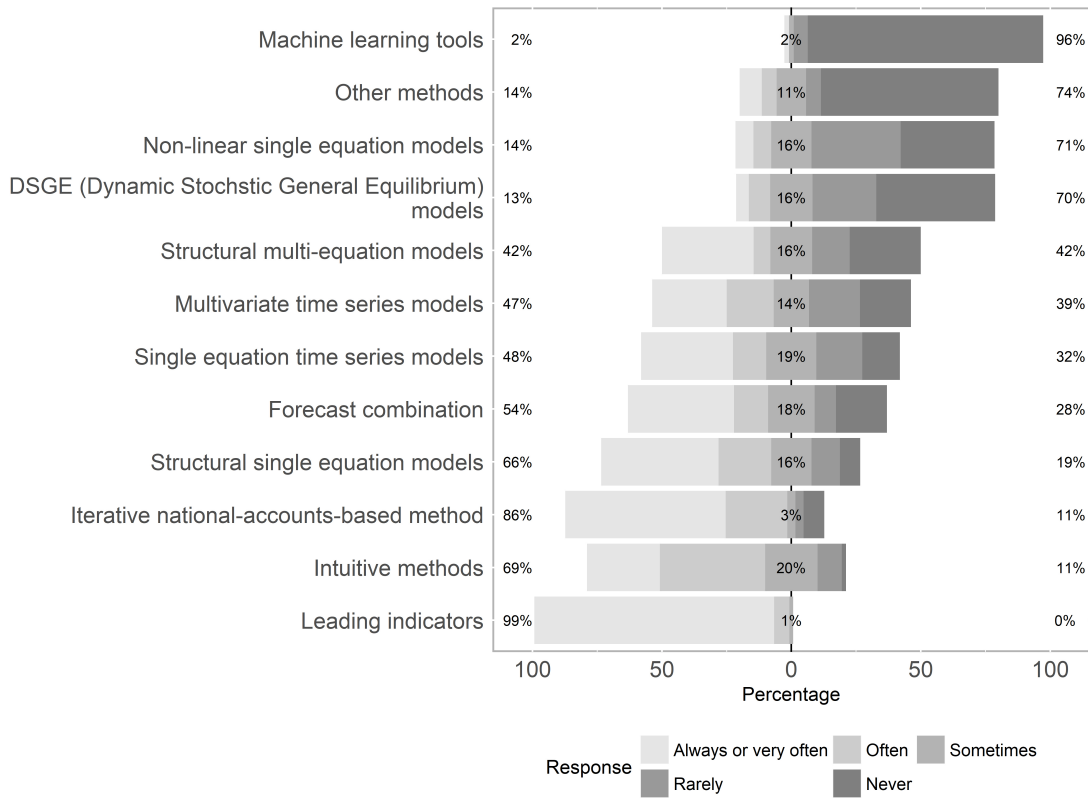 Machine learning tools 2% 2% 96%
Other methods 14% 11% 74%
Non-linear single equation models 14% 16% 71%
DSGE (Dynamic Stochstic General Equilibrium)
models 13% 16% 70%
Structural multi-equation models 42% 16% 42%
Multivariate time series models 47% 14% 39%
Single equation time series models 48% 19% 32%
Forecast combination 54% 18% 28%
Structural single equation models 66% 16% 19%
Iterative national-accounts-based method 86% 3% 11%
Intuitive methods 69% 20% 11%
Leading indicators 99% 1% 0%
100 50 0 50 100
Percentage
Response
Always or very often Often Sometimes
Rarely Never